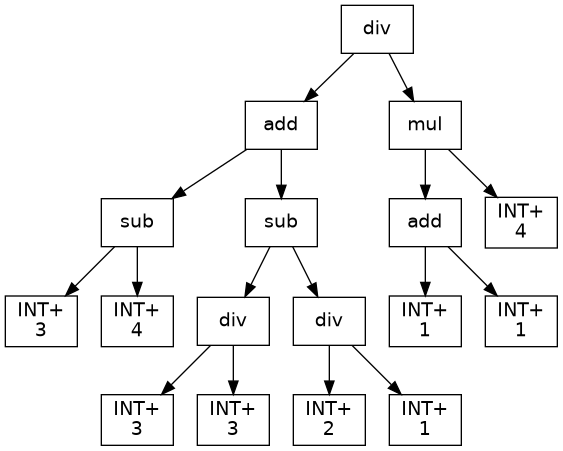 div
add
mul
sub
sub
add
INT+
4
INT+
3
INT+
4
div
div
INT+
1
INT+
1
INT+
3
INT+
3
INT+
2
INT+
1